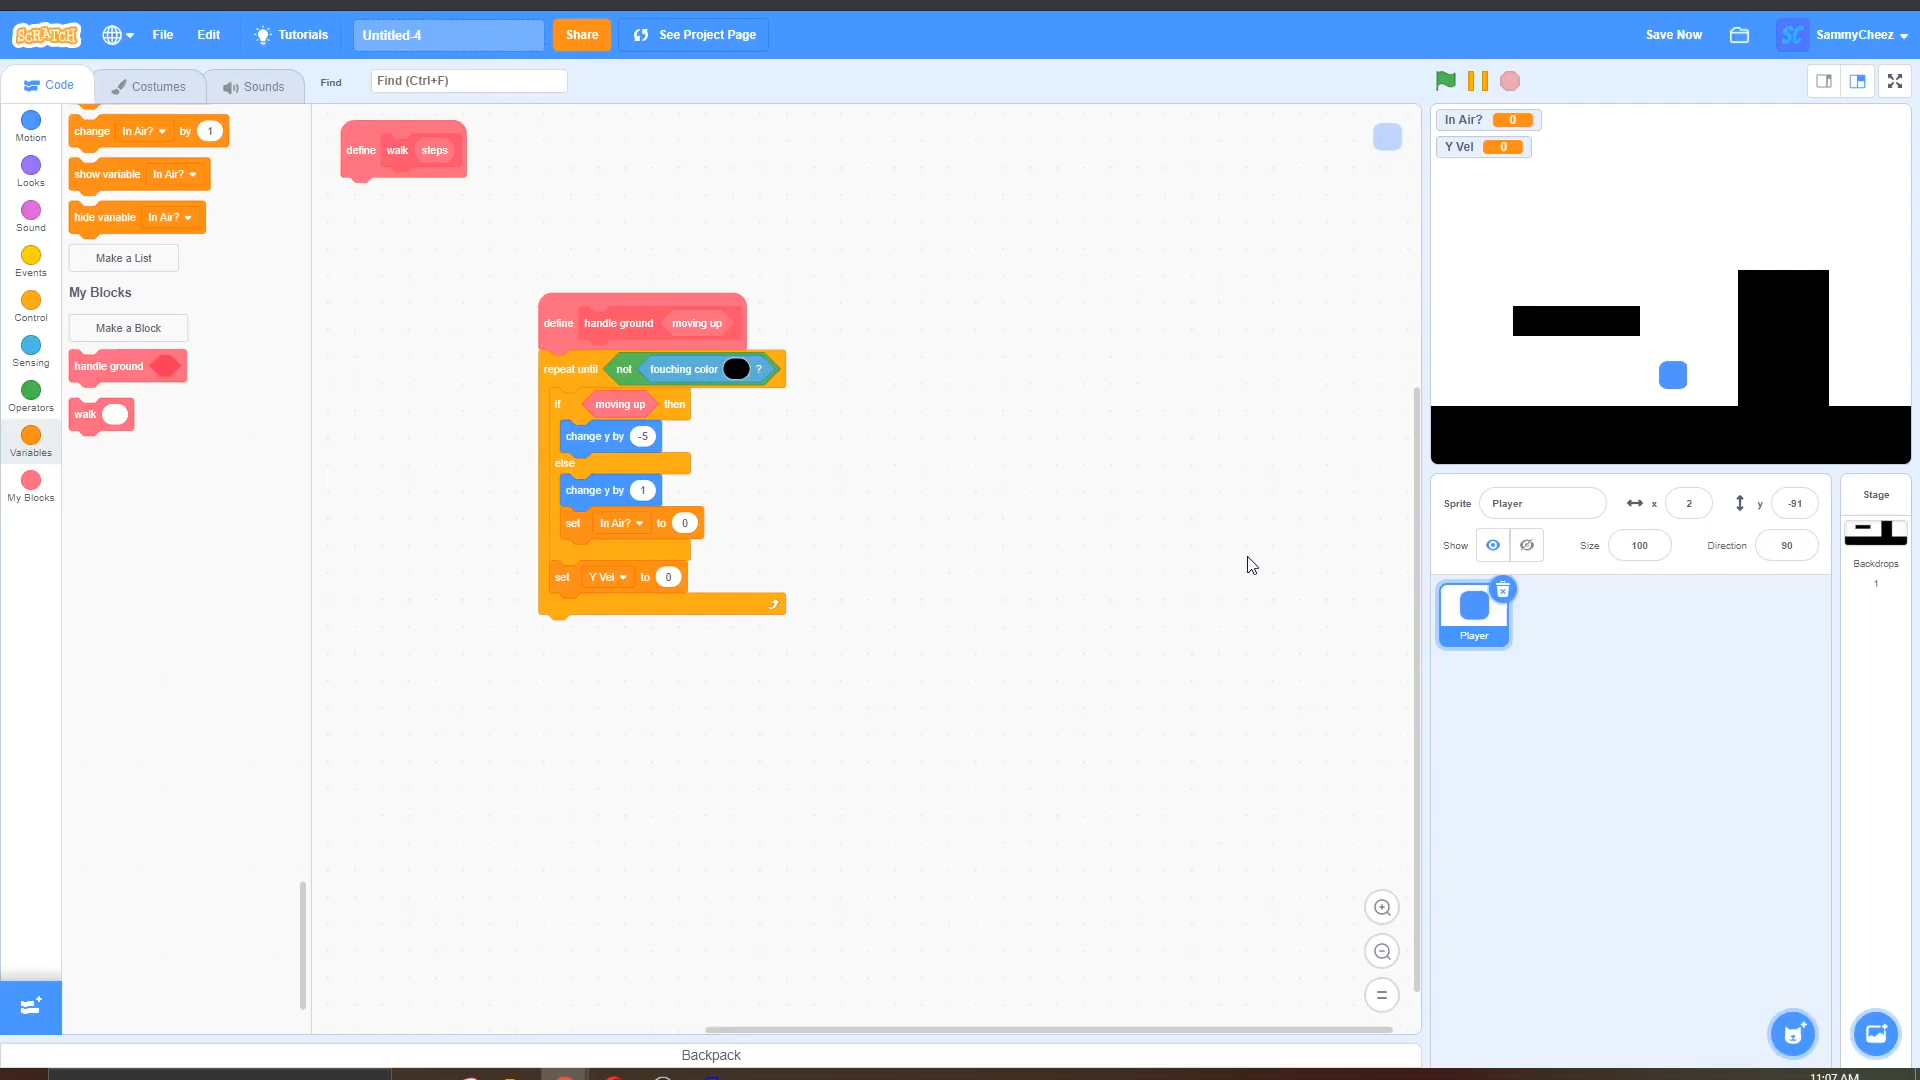 SCRATCH
File
Edit
Tutorials
Untitled-4
Share
See Project Page
Save Now
SC
SammyCheez
Code
Costumes
Sounds
Find
Find (Ctrl+F)
Motion
Looks
Sound
Events
Control
Sensing
Operators
Variables
My Blocks
change In Air? by 1
show variable In Air?
hide variable In Air?
Make a List
My Blocks
Make a Block
handle ground
walk
define walk steps
define handle ground moving up
repeat until not touching color ?
if moving up then
change y by -5
else
change y by 1
set In Air? to 0
set Y Vel to 0
In Air? 0
Y Vel 0
Sprite Player x 2 y -91
Show Size 100 Direction 90
Player
Stage
Backdrops
1
Backpack
11:07 AM